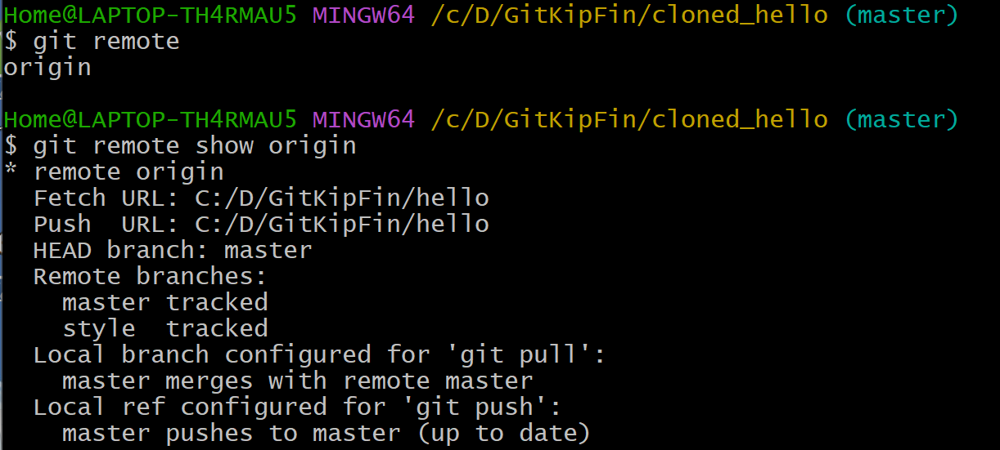 Home@LAPTOP-TH4RMAU5 MINGW64 /c/D/GitKipFin/cloned_hello (master)
$ git remote
origin

Home@LAPTOP-TH4RMAU5 MINGW64 /c/D/GitKipFin/cloned_hello (master)
$ git remote show origin
* remote origin
  Fetch URL: C:/D/GitKipFin/hello
  Push  URL: C:/D/GitKipFin/hello
  HEAD branch: master
  Remote branches:
    master tracked
    style  tracked
  Local branch configured for 'git pull':
    master merges with remote master
  Local ref configured for 'git push':
    master pushes to master (up to date)